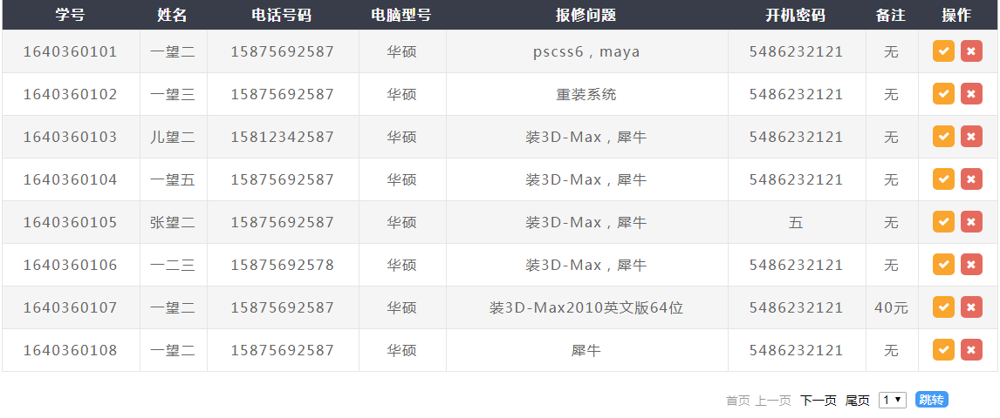 学号 姓名 电话号码 电脑型号 报修问题 开机密码 备注 操作
1640360101 一望二 15875692587 华硕 pscss6，maya 5486232121 无
1640360102 一望三 15875692587 华硕 重装系统 5486232121 无
1640360103 儿望二 15812342587 华硕 装3D-Max，犀牛 5486232121 无
1640360104 一望五 15875692587 华硕 装3D-Max，犀牛 5486232121 无
1640360105 张望二 15875692587 华硕 装3D-Max，犀牛 五 无
1640360106 一二三 15875692578 华硕 装3D-Max，犀牛 5486232121 无
1640360107 一望二 15875692587 华硕 装3D-Max2010英文版64位 5486232121 40元
1640360108 一望二 15875692587 华硕 犀牛 5486232121 无
首页 上一页 下一页 尾页 1 跳转